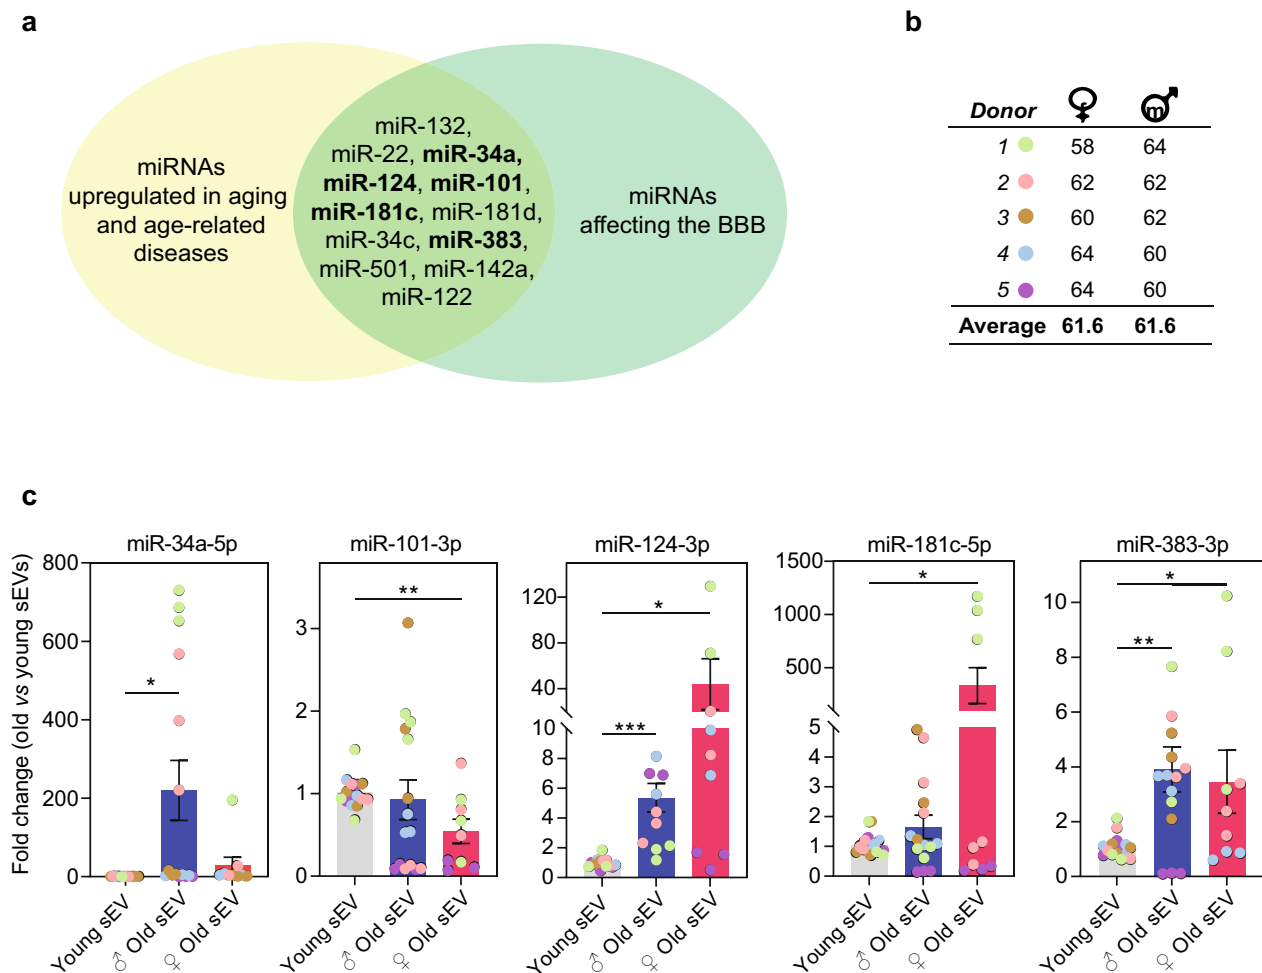 a
miRNAs
upregulated in aging
and age-related
diseases
miR-132,
miR-22, miR-34a,
miR-124, miR-101,
miR-181c, miR-181d,
miR-34c, miR-383,
miR-501, miR-142a,
miR-122
miRNAs
affecting the BBB
b
Donor ♀ ♂
m
1 58 64
2 62 62
3 60 62
4 64 60
5 64 60
Average 61.6 61.6
c
Fold change (old vs young sEVs)
miR-34a-5p
800
600
400
200
0
*
Young sEV
♂ Old sEV
♀ Old sEV
miR-101-3p
3
2
1
0
**
Young sEV
♂ Old sEV
♀ Old sEV
miR-124-3p
120
80
40
10
8
6
4
2
0
*
***
Young sEV
♂ Old sEV
♀ Old sEV
miR-181c-5p
1500
1000
500
5
4
3
2
1
0
*
Young sEV
♂ Old sEV
♀ Old sEV
miR-383-3p
10
8
6
4
2
0
*
**
Young sEV
♂ Old sEV
♀ Old sEV